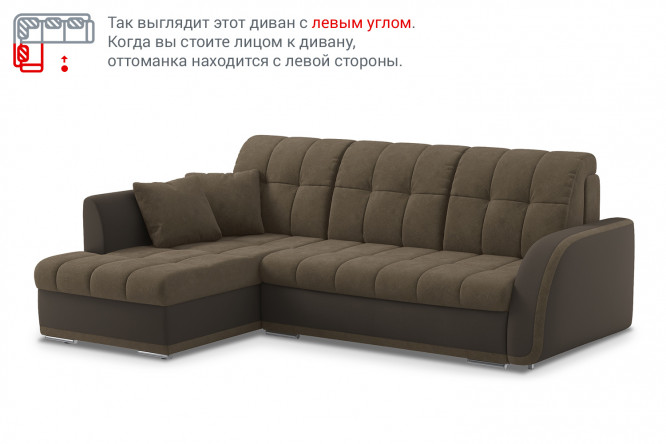 Так выглядит этот диван с левым углом.
Когда вы стоите лицом к дивану,
оттоманка находится с левой стороны.